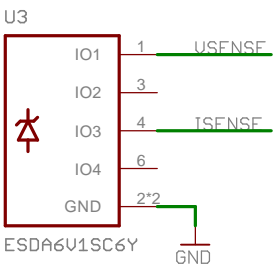 U3
IO1 1 USENSE
IO2 3
IO3 4 ISENSE
IO4 6
GND 2*2
ESDA6V1SC6Y
GND